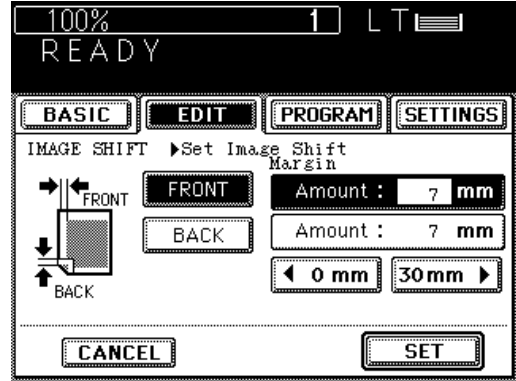 100% 1 LT
READY
BASIC EDIT PROGRAM SETTINGS
IMAGE SHIFT ▶Set Image Shift
Margin
FRONT FRONT Amount : 7 mm
BACK Amount : 7 mm
◀ 0 mm 30mm ▶
BACK
CANCEL SET